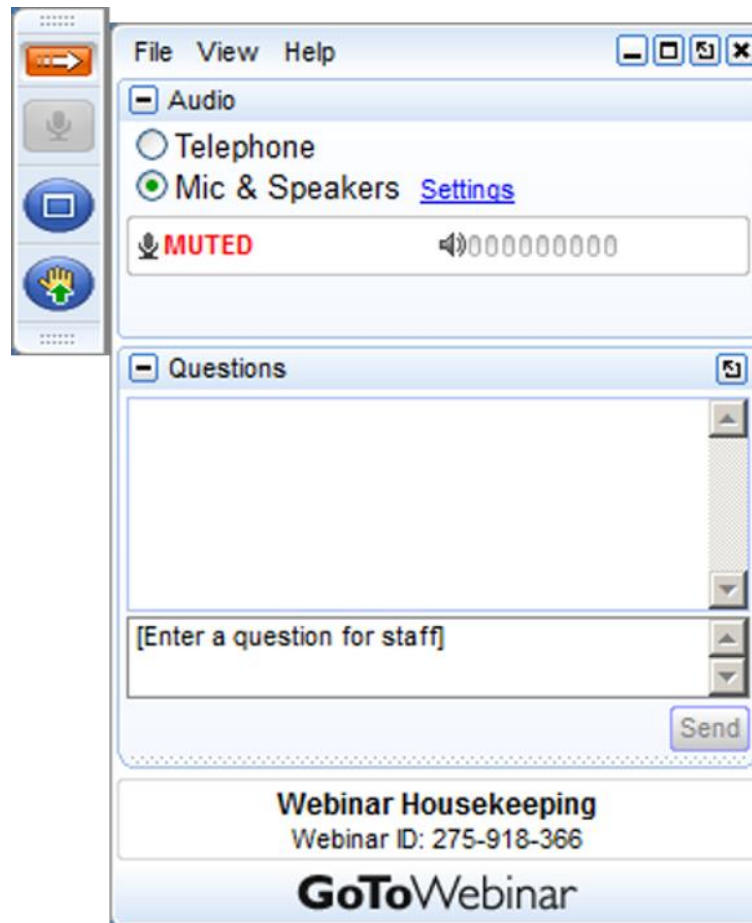 File View Help
Audio
Telephone
Mic & Speakers Settings
MUTED 000000000
Questions
[Enter a question for staff]
Send
Webinar Housekeeping
Webinar ID: 275-918-366
GoToWebinar